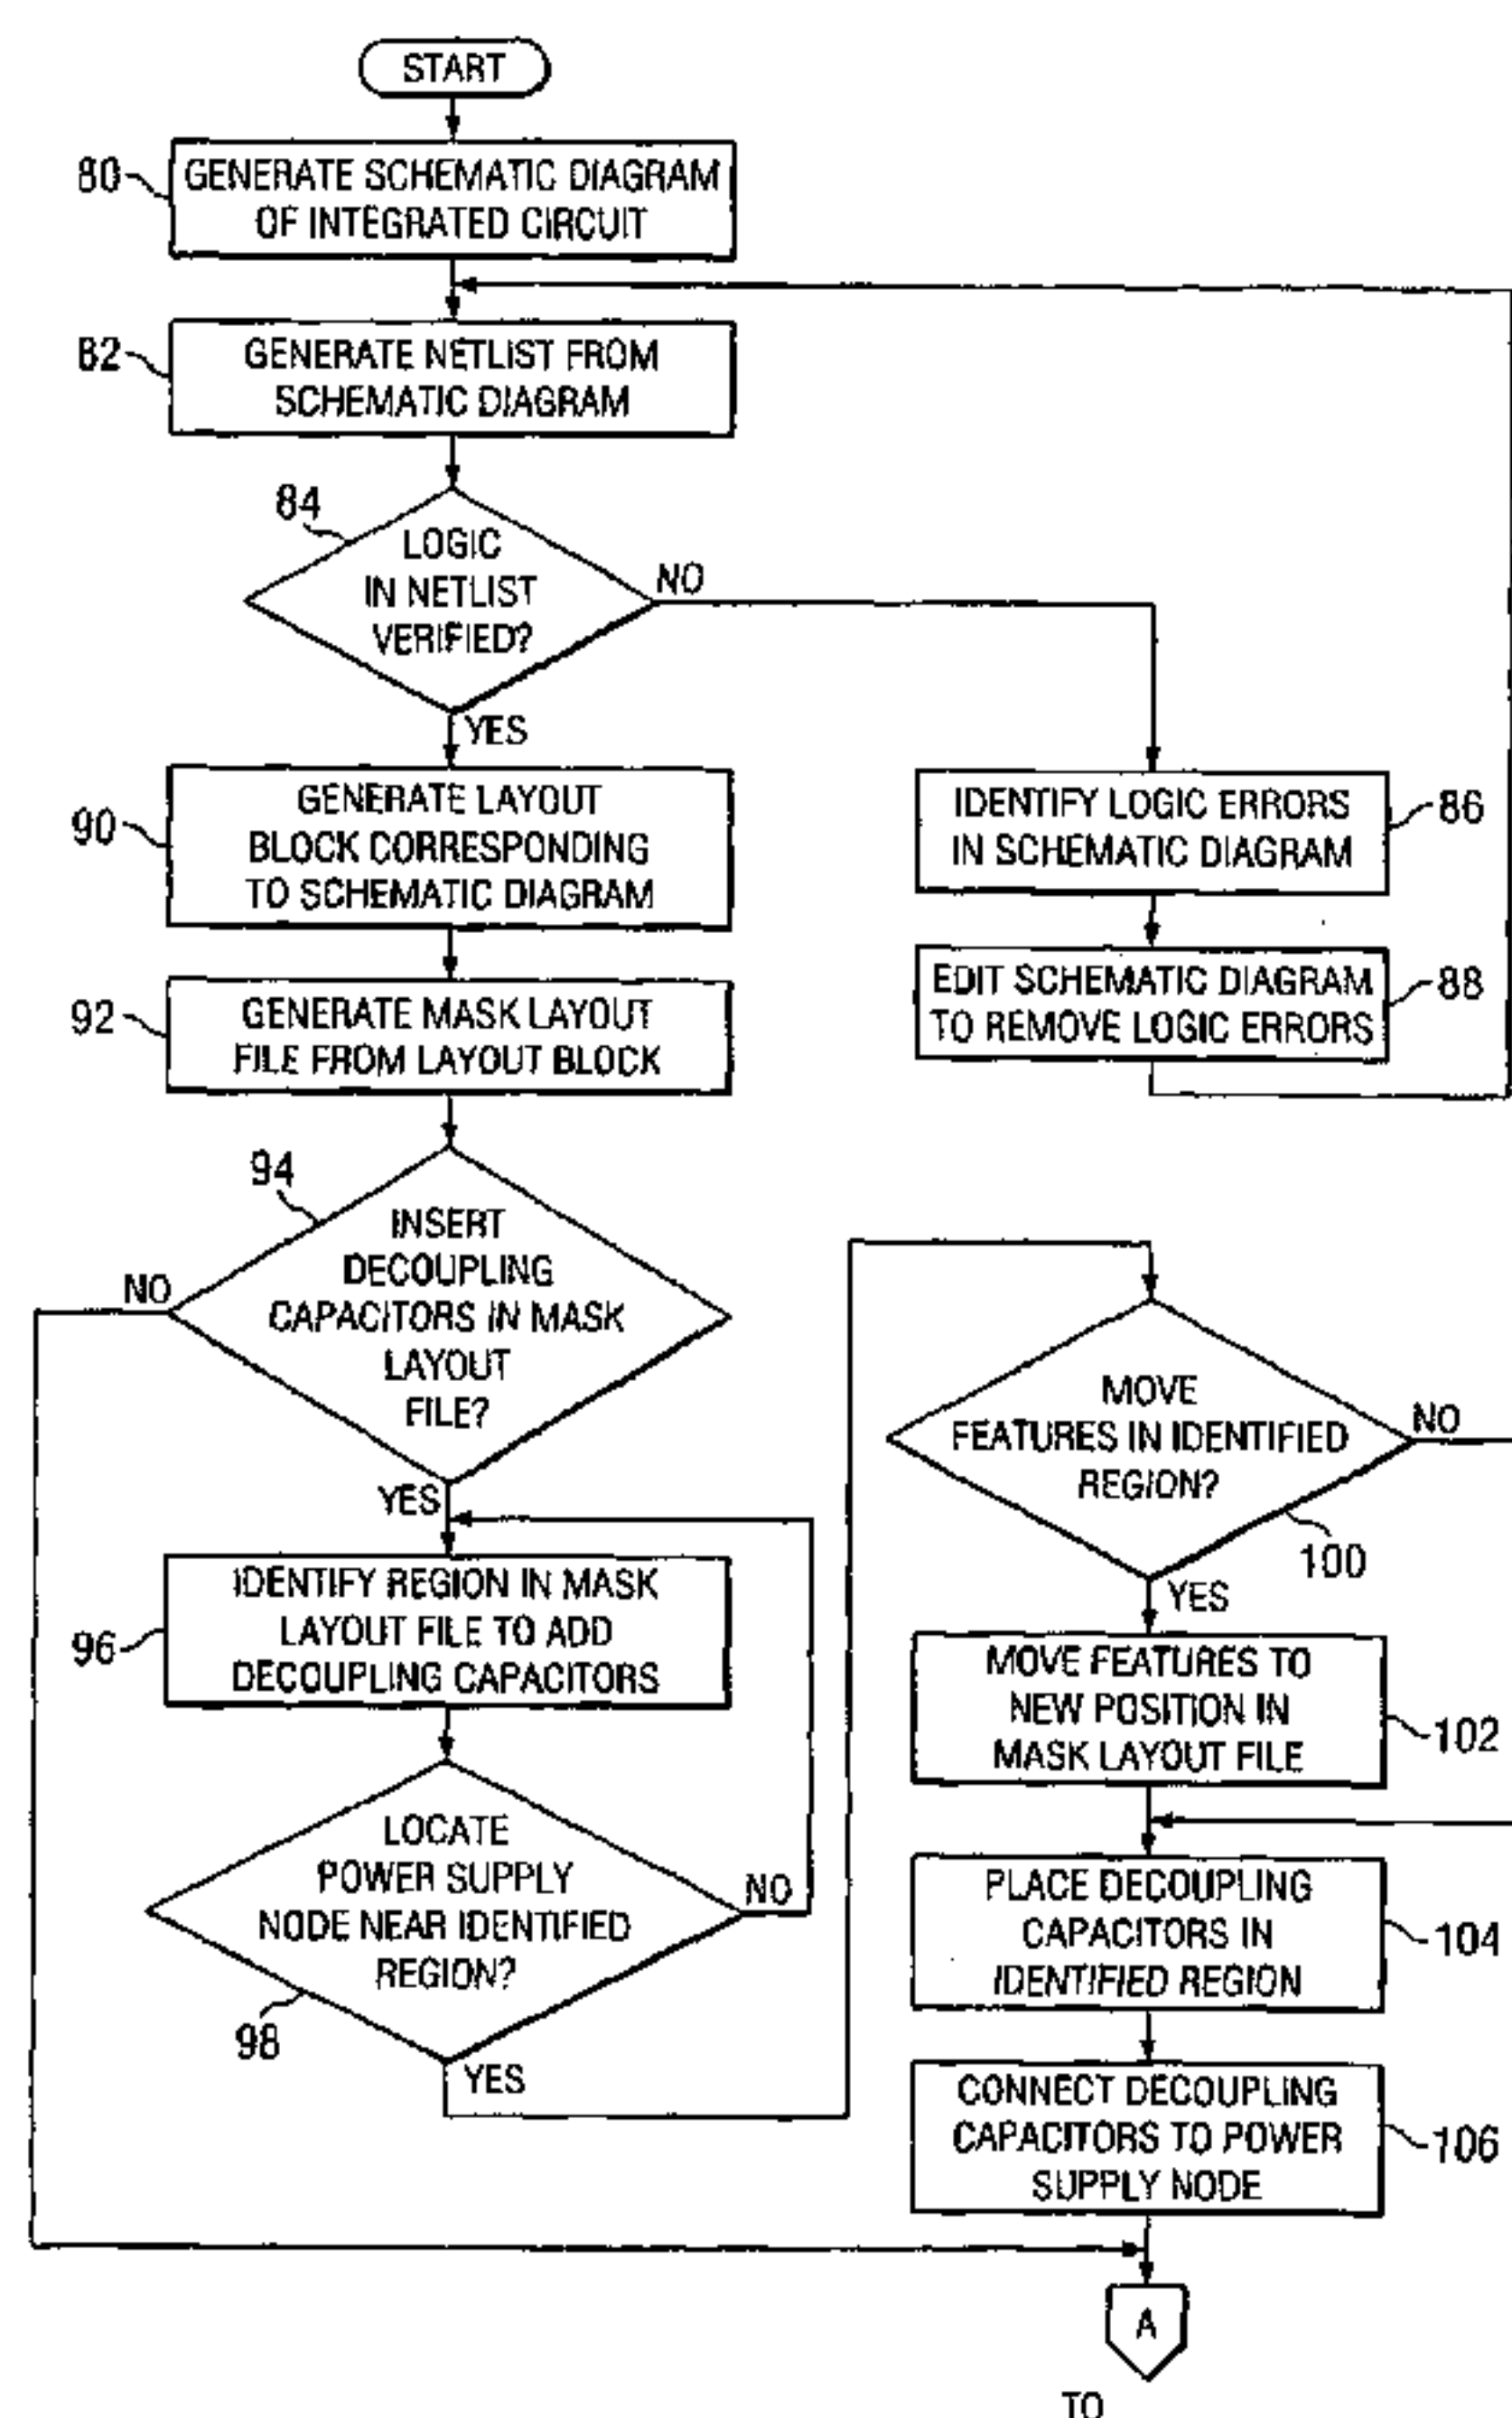 START
80
GENERATE SCHEMATIC DIAGRAM
OF INTEGRATED CIRCUIT
82
GENERATE NETLIST FROM
SCHEMATIC DIAGRAM
84
LOGIC
IN NETLIST
VERIFIED?
NO
YES
90
GENERATE LAYOUT
BLOCK CORRESPONDING
TO SCHEMATIC DIAGRAM
IDENTIFY LOGIC ERRORS
IN SCHEMATIC DIAGRAM
86
92
GENERATE MASK LAYOUT
FILE FROM LAYOUT BLOCK
EDIT SCHEMATIC DIAGRAM
TO REMOVE LOGIC ERRORS
88
94
INSERT
DECOUPLING
CAPACITORS IN MASK
LAYOUT
FILE?
NO
YES
96
IDENTIFY REGION IN MASK
LAYOUT FILE TO ADD
DECOUPLING CAPACITORS
LOCATE
POWER SUPPLY
NODE NEAR IDENTIFIED
REGION?
NO
98
YES
MOVE
FEATURES IN IDENTIFIED
REGION?
NO
100
YES
MOVE FEATURES TO
NEW POSITION IN
MASK LAYOUT FILE
102
PLACE DECOUPLING
CAPACITORS IN
IDENTIFIED REGION
104
CONNECT DECOUPLING
CAPACITORS TO POWER
SUPPLY NODE
106
A
TO